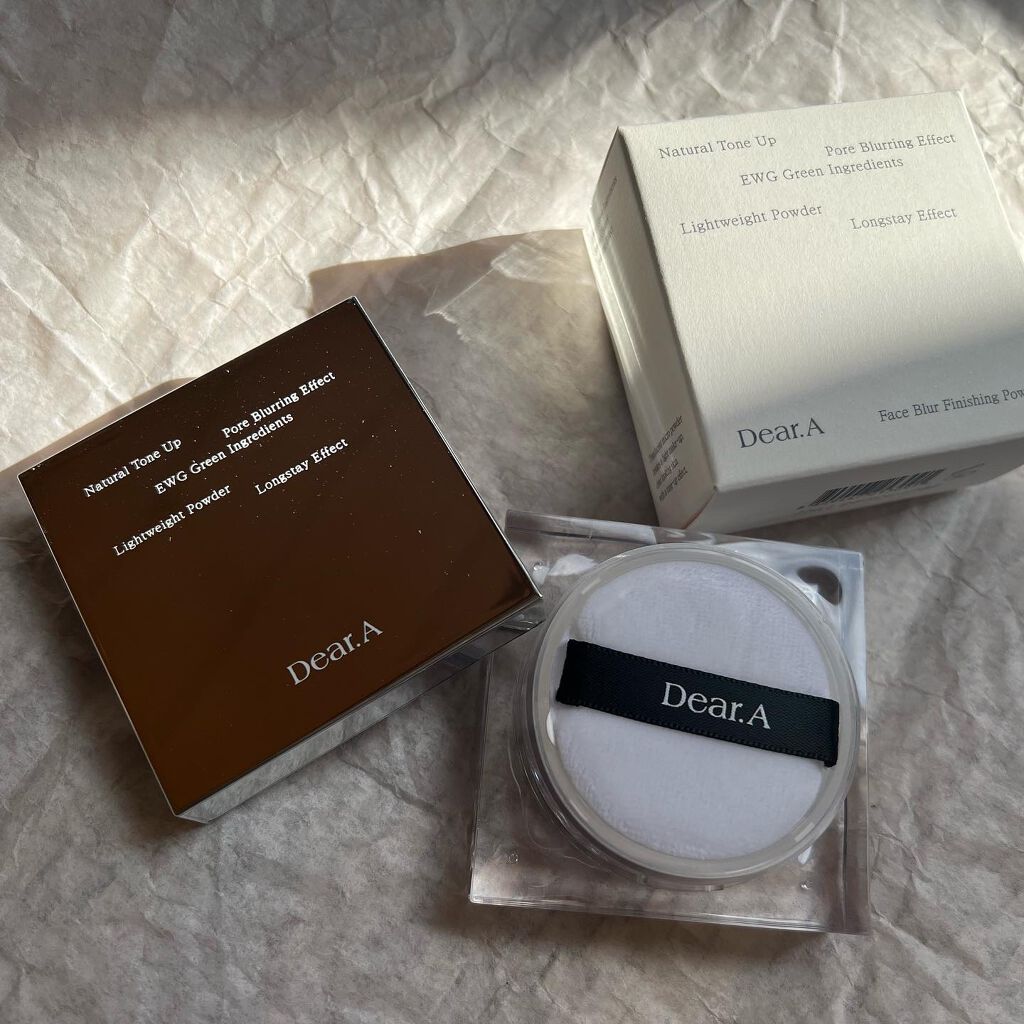 Natural Tone Up Pore Blurring Effect
EWG Green Ingredients
Lightweight Powder Longstay Effect
Dear.A Face Blur Finishing Pow
Natural Tone Up Pore Blurring Effect
EWG Green Ingredients
Lightweight Powder Longstay Effect
Dear.A
Dear.A